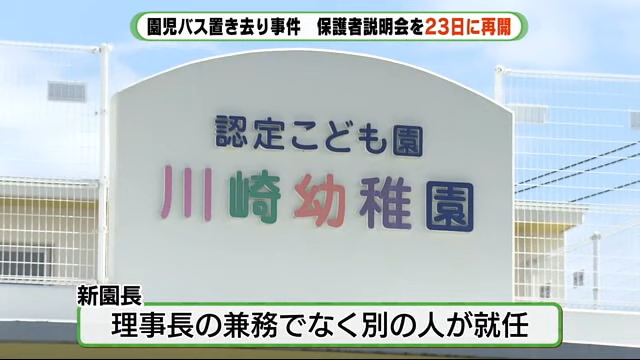 園児バス置き去り事件　保護者説明会を23日に再開
認定こども園
川崎幼稚園
新園長
理事長の兼務でなく別の人が就任